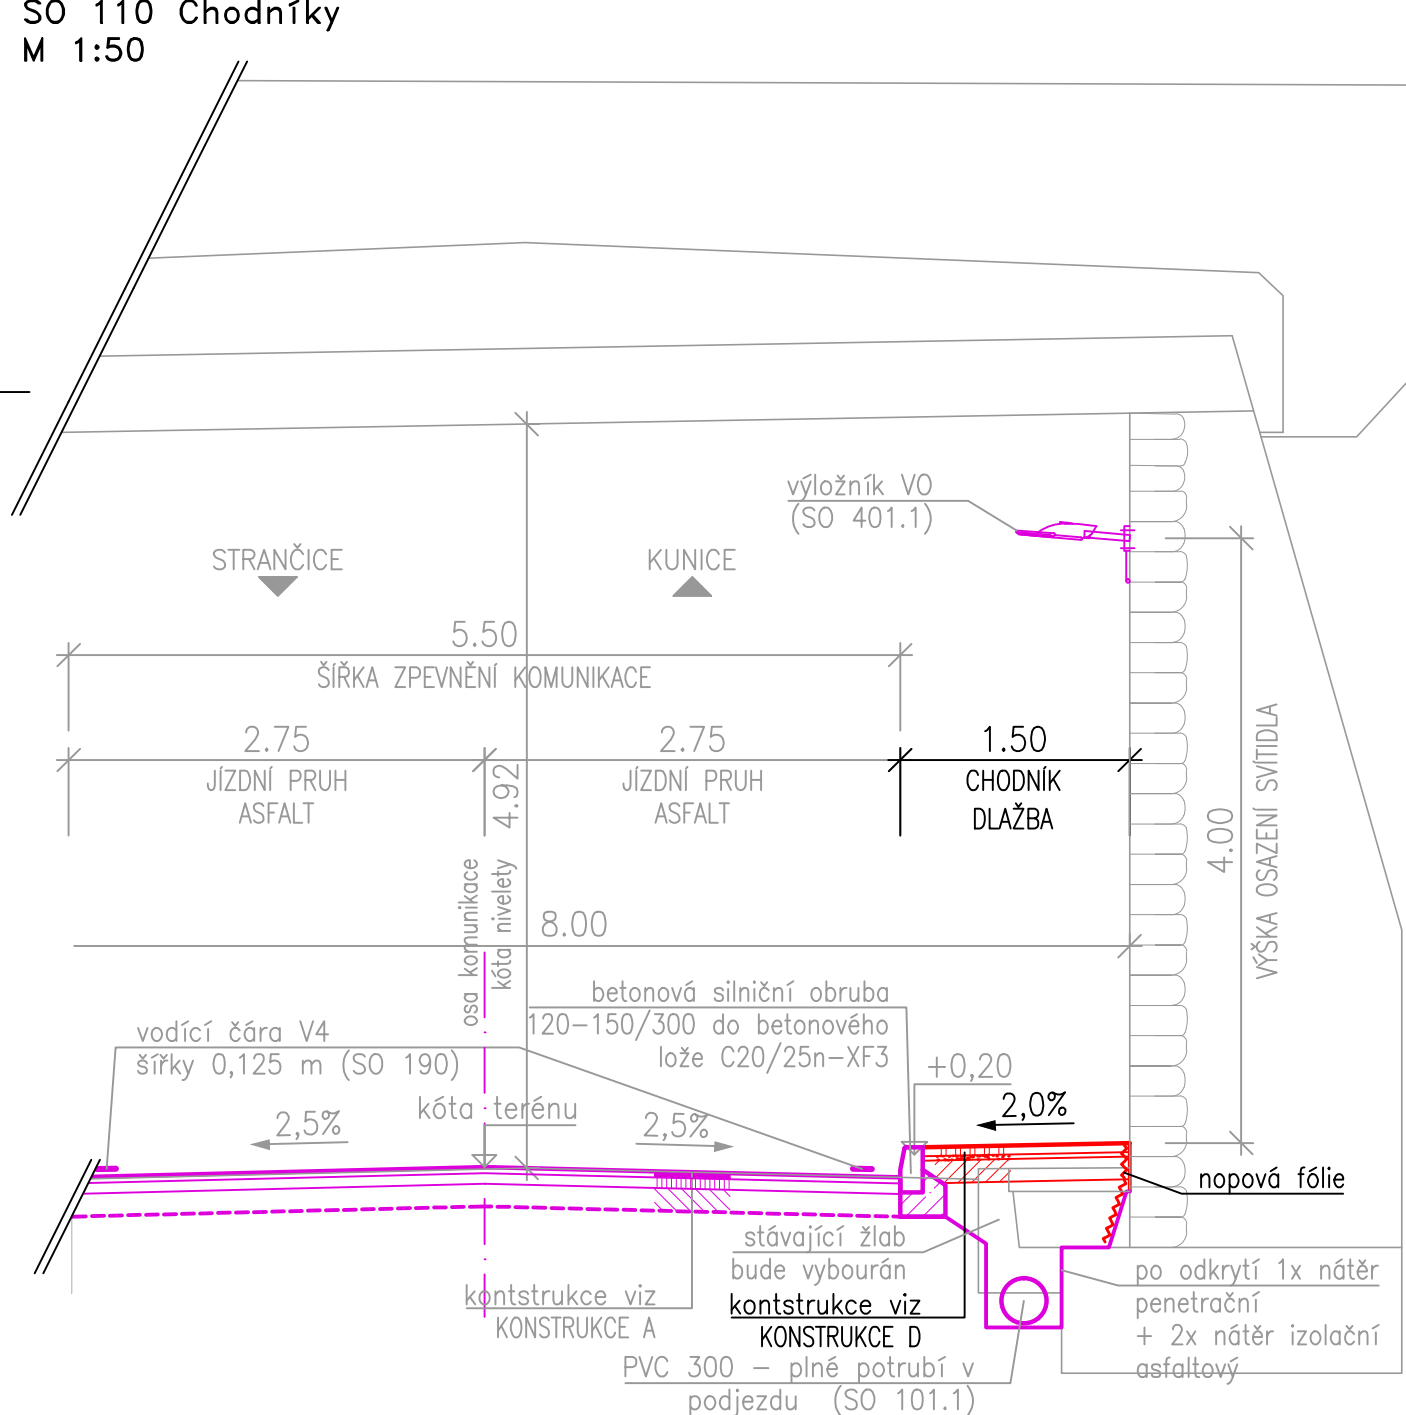 SO 110 Chodníky
M 1:50
výložník VO
(SO 401.1)
STRANČICE
KUNICE
5.50
ŠÍŘKA ZPEVNĚNÍ KOMUNIKACE
2.75
JÍZDNÍ PRUH
ASFALT
4.92
2.75
JÍZDNÍ PRUH
ASFALT
1.50
CHODNÍK
DLAŽBA
4.00
VÝŠKA OSAZENÍ SVÍTIDLA
osa komunikace
kóta nivelety
8.00
betonová silniční obruba
120-150/300 do betonového
lože C20/25n-XF3
vodící čára V4
šířky 0,125 m (SO 190)
+0,20
kóta terénu
2,5%
2,5%
2,0%
nopová fólie
stávající žlab
bude vybourán
kontstrukce viz
KONSTRUKCE A
kontstrukce viz
KONSTRUKCE D
po odkrytí 1x nátěr
penetrační
+ 2x nátěr izolační
asfaltový
PVC 300 – plné potrubí v
podjezdu (SO 101.1)